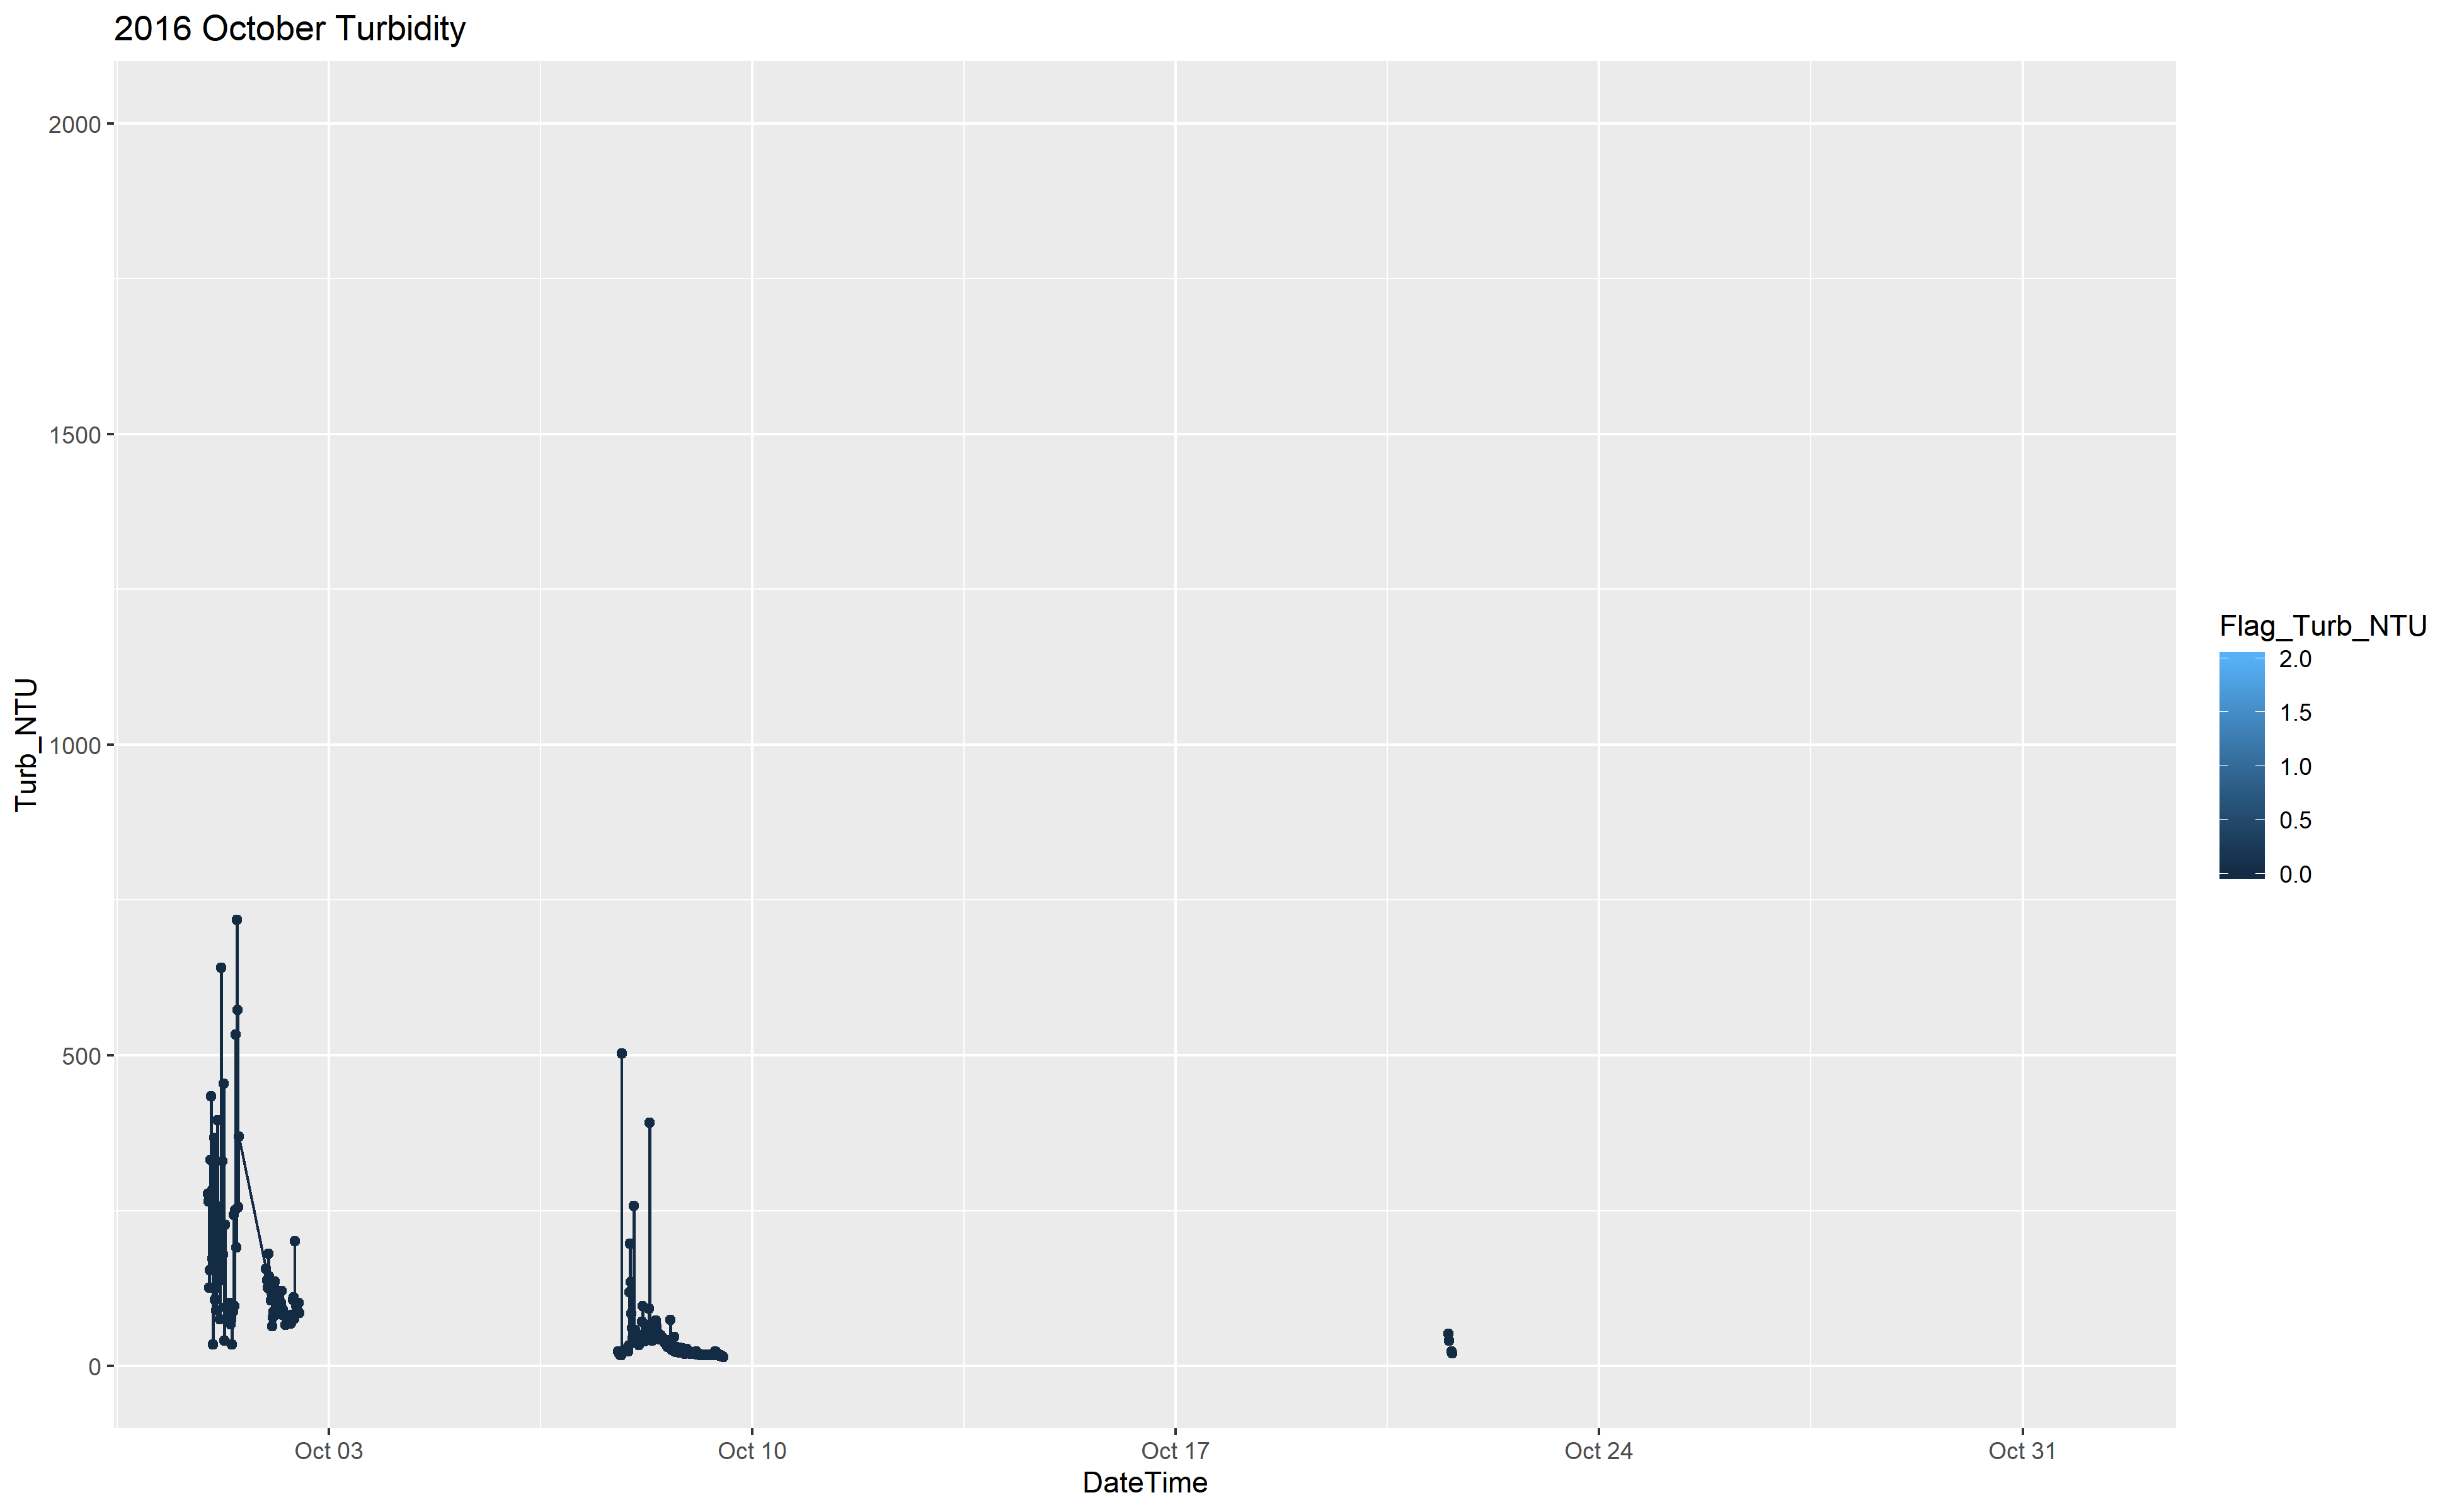 2016 October Turbidity
2000
1500
1000
500
0
Turb_NTU
Oct 03
Oct 10
Oct 17
Oct 24
Oct 31
DateTime
Flag_Turb_NTU
2.0
1.5
1.0
0.5
0.0